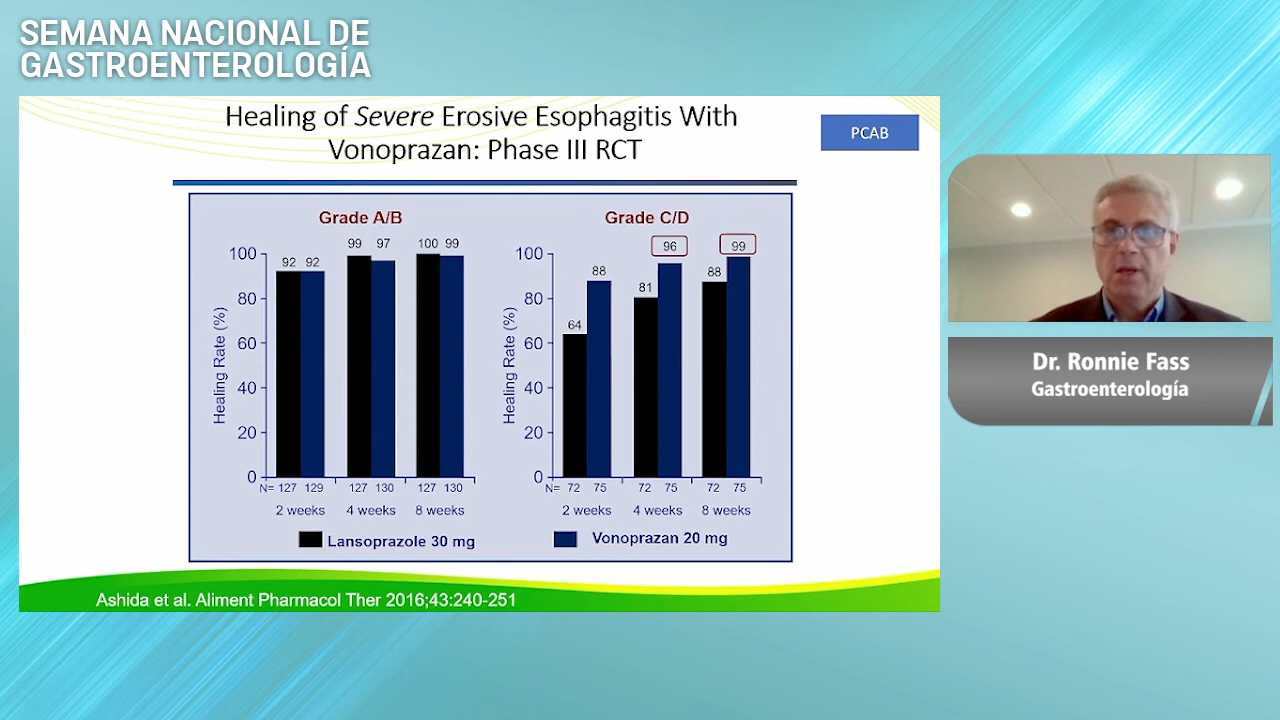 SEMANA NACIONAL DE
GASTROENTEROLOGÍA
Healing of Severe Erosive Esophagitis With
Vonoprazan: Phase III RCT
PCAB
Grade A/B
Healing Rate (%)
100
80
60
40
20
0
92 92
99 97
100 99
N= 127 129
127 130
127 130
2 weeks
4 weeks
8 weeks
Grade C/D
Healing Rate (%)
100
80
60
40
20
0
64 88
81 96
88 99
N= 72 75
72 75
72 75
2 weeks
4 weeks
8 weeks
Lansoprazole 30 mg
Vonoprazan 20 mg
Ashida et al. Aliment Pharmacol Ther 2016;43:240-251
Dr. Ronnie Fass
Gastroenterología